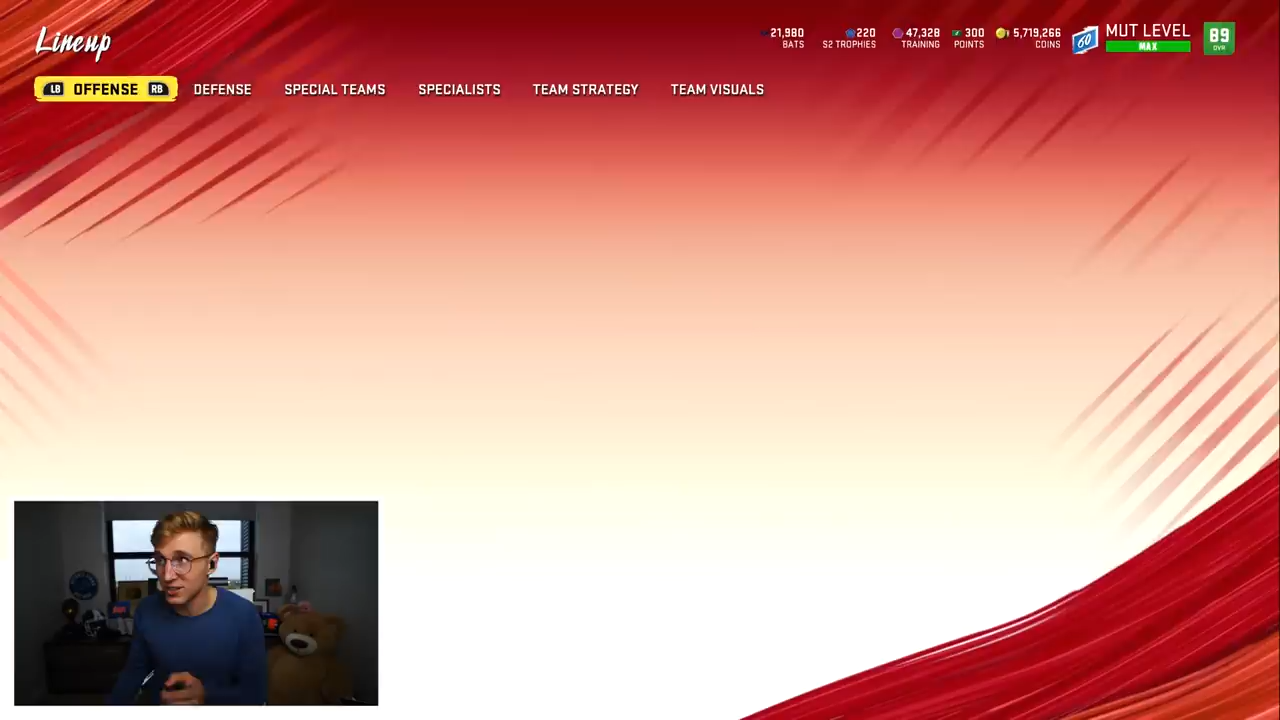 Lineup
21,980
BATS
220
S2 TROPHIES
47,328
TRAINING
300
POINTS
5,719,266
COINS
60
MUT LEVEL
MAX
89
OVR
LB OFFENSE RB DEFENSE SPECIAL TEAMS SPECIALISTS TEAM STRATEGY TEAM VISUALS